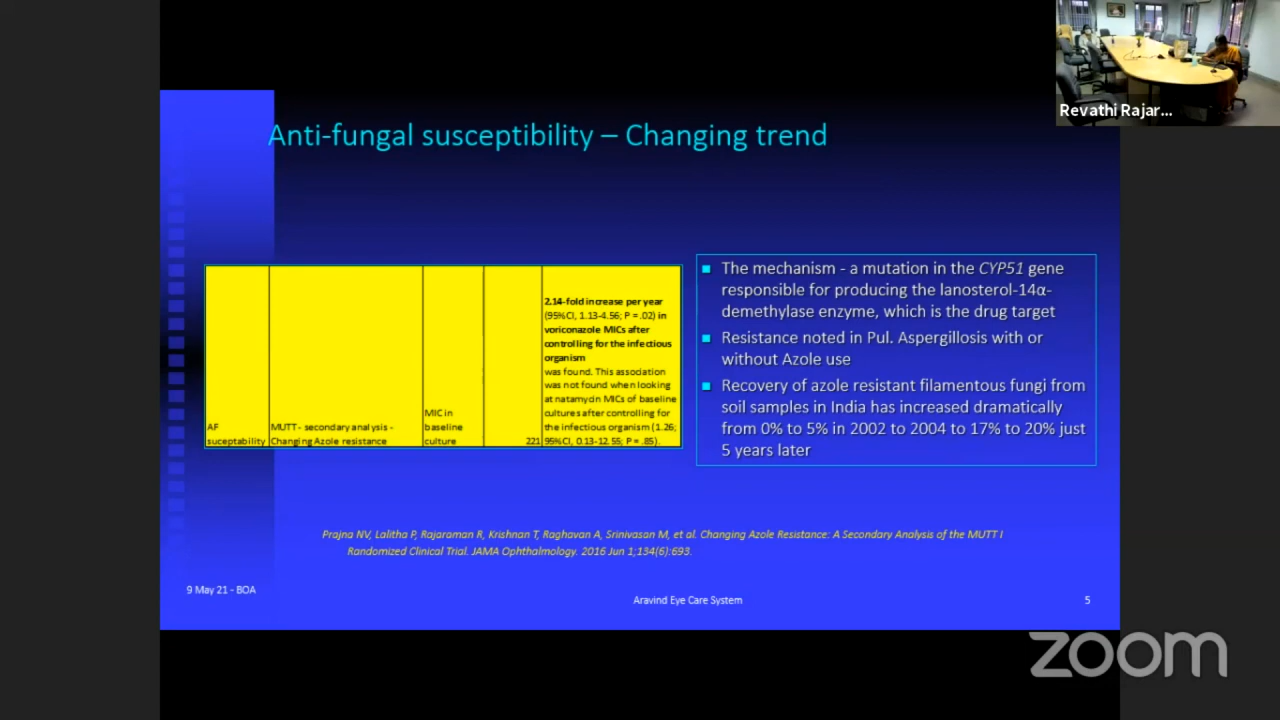 Revathi Rajar...
Anti-fungal susceptibility – Changing trend
AF
suceptability
MUTT - secondary analysis -
Changing Azole resistance
MIC in
baseline
culture
221
2.14-fold increase per year
(95%CI, 1.13-4.56; P = .02) in
voriconazole MICs after
controlling for the infectious
organism
was found. This association
was not found when looking
at natamycin MICs of baseline
cultures after controlling for
the infectious organism (1.26;
95%CI, 0.13-12.55; P = .85).
The mechanism - a mutation in the CYP51 gene
responsible for producing the lanosterol-14α-
demethylase enzyme, which is the drug target
Resistance noted in Pul. Aspergillosis with or
without Azole use
Recovery of azole resistant filamentous fungi from
soil samples in India has increased dramatically
from 0% to 5% in 2002 to 2004 to 17% to 20% just
5 years later
Prajna NV, Lalitha P, Rajaraman R, Krishnan T, Raghavan A, Srinivasan M, et al. Changing Azole Resistance: A Secondary Analysis of the MUTT I
Randomized Clinical Trial. JAMA Ophthalmology. 2016 Jun 1;134(6):693.
9 May 21 - BOA
Aravind Eye Care System
5
zoom